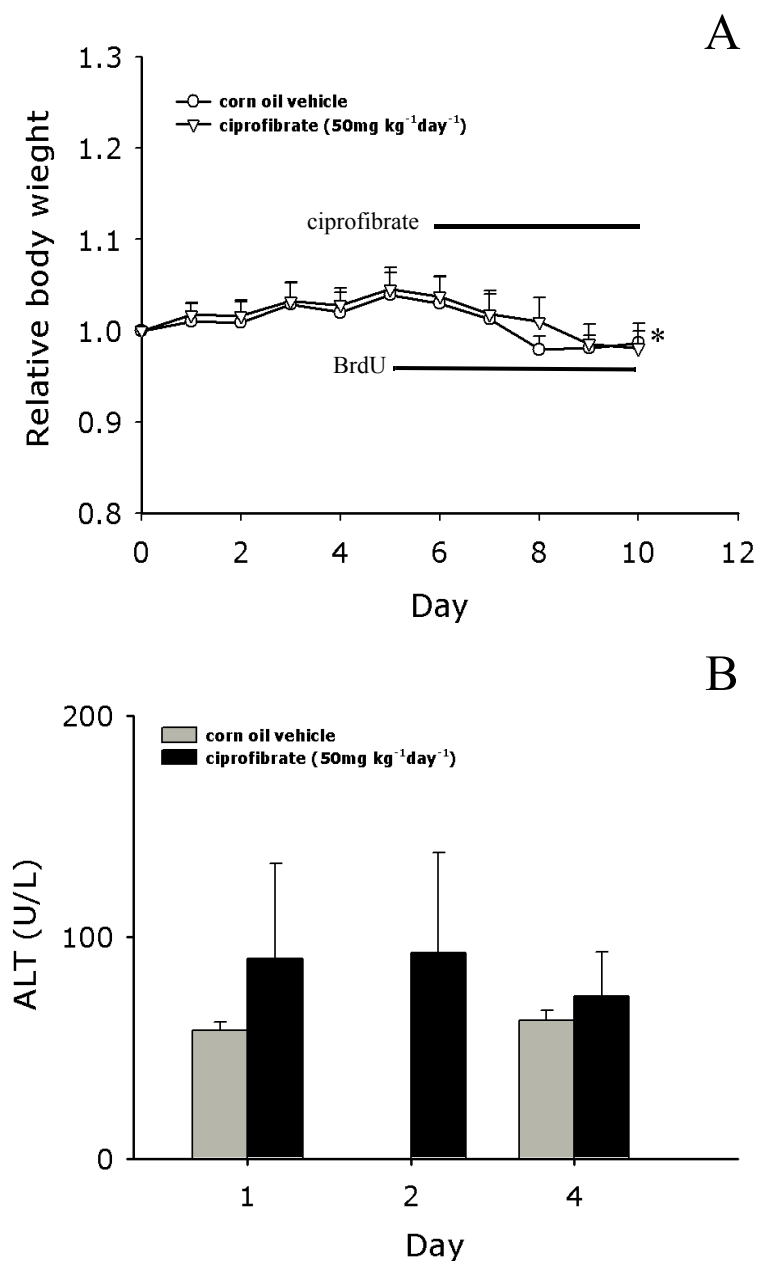 A
1.3
1.2
1.1
1.0
0.9
0.8
Relative body wieght
corn oil vehicle
ciprofibrate (50mg kg⁻¹day⁻¹)
ciprofibrate
BrdU
*
0 2 4 6 8 10 12
Day
B
200
100
0
ALT (U/L)
corn oil vehicle
ciprofibrate (50mg kg⁻¹day⁻¹)
1 2 4
Day